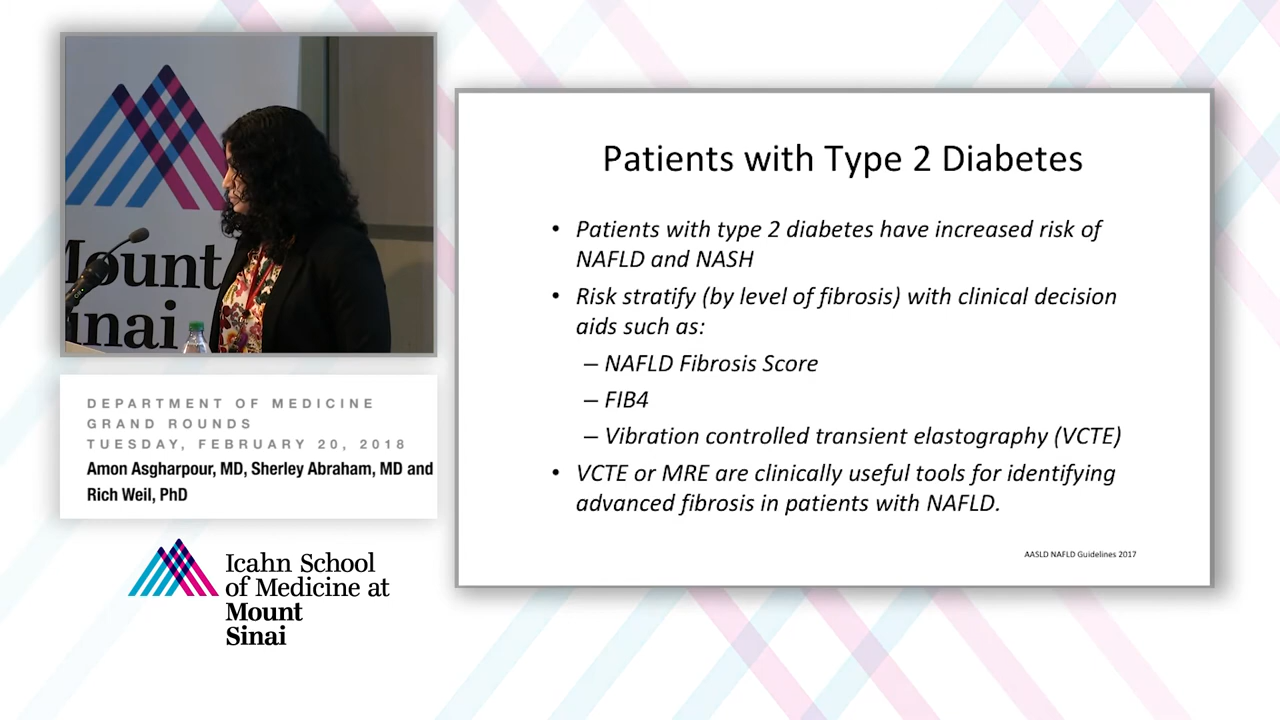 Mount
Sinai
DEPARTMENT OF MEDICINE
GRAND ROUNDS
TUESDAY, FEBRUARY 20, 2018
Amon Asgharpour, MD, Sherley Abraham, MD and
Rich Weil, PhD
Icahn School
of Medicine at
Mount
Sinai
Patients with Type 2 Diabetes
• Patients with type 2 diabetes have increased risk of
NAFLD and NASH
• Risk stratify (by level of fibrosis) with clinical decision
aids such as:
– NAFLD Fibrosis Score
– FIB4
– Vibration controlled transient elastography (VCTE)
• VCTE or MRE are clinically useful tools for identifying
advanced fibrosis in patients with NAFLD.
AASLD NAFLD Guidelines 2017